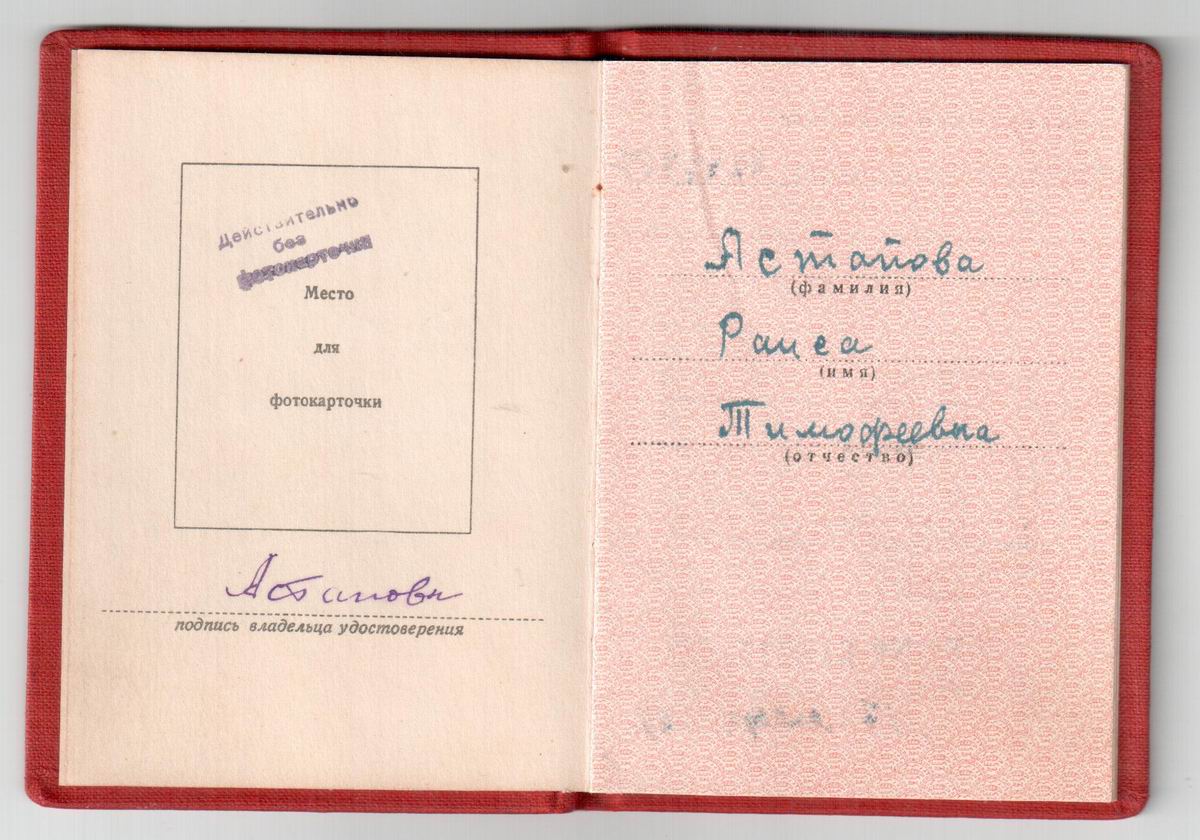 Действительно
без
фотокарточки
Место
для
фотокарточки
Астапова
подпись владельца удостоверения
Астапова
(фамилия)
Раиса
(имя)
Тимофеевна
(отчество)